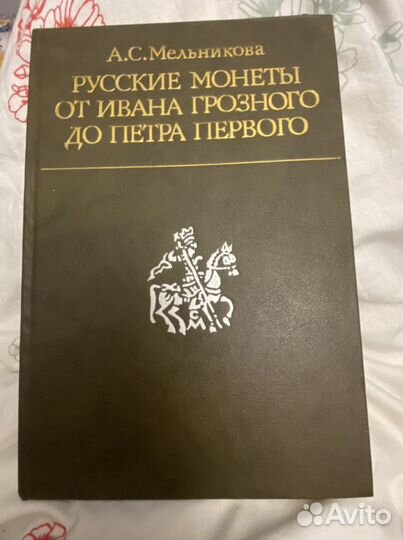 А. С. Мельникова
РУССКИЕ МОНЕТЫ
ОТ ИВАНА ГРОЗНОГО
ДО ПЕТРА ПЕРВОГО
Avito